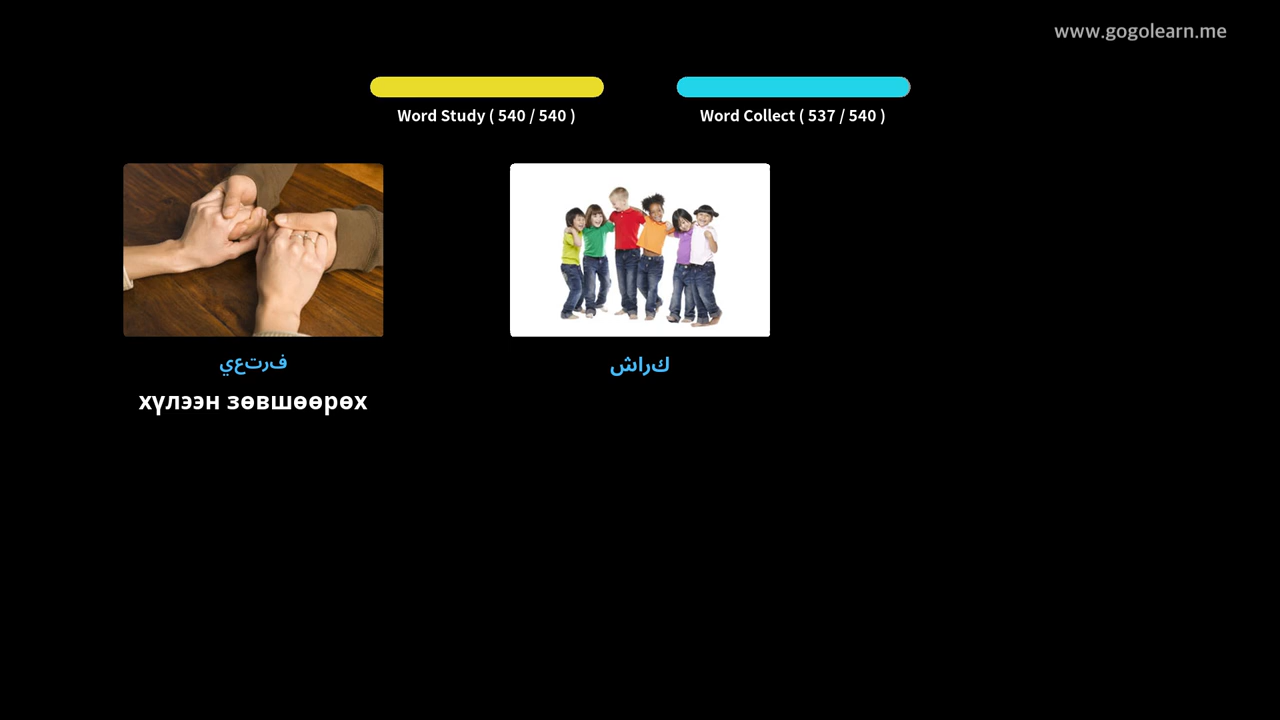 www.gogolearn.me
Word Study ( 540 / 540 )
Word Collect ( 537 / 540 )
فرتعي
كراش
хүлээн зөвшөөрөх